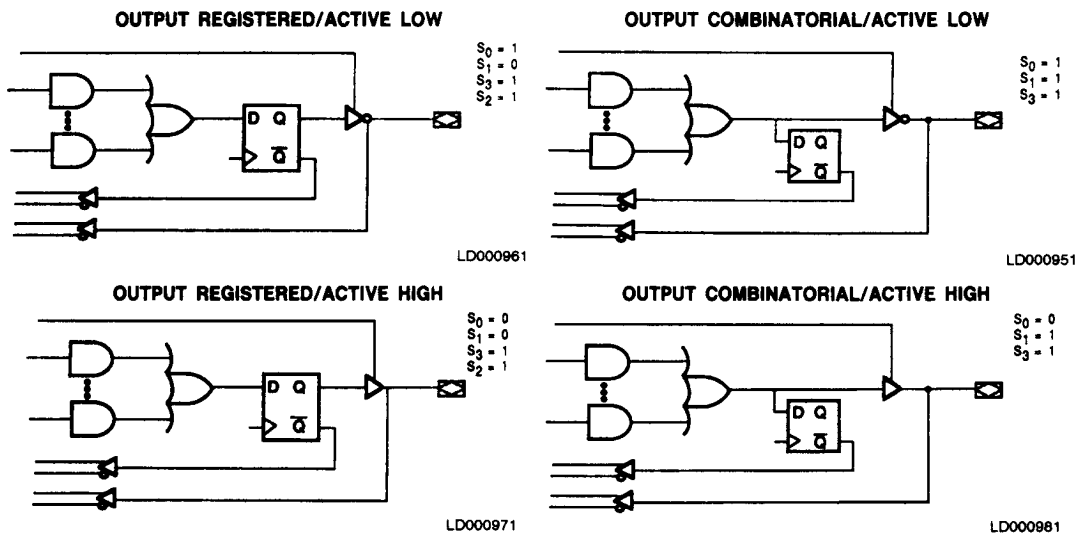 OUTPUT REGISTERED/ACTIVE LOW
S0 = 1
S1 = 0
S3 = 1
S2 = 1
D Q
Q̅
LD000961
OUTPUT COMBINATORIAL/ACTIVE LOW
S0 = 1
S1 = 1
S3 = 1
D Q
Q̅
LD000951
OUTPUT REGISTERED/ACTIVE HIGH
S0 = 0
S1 = 0
S3 = 1
S2 = 1
D Q
Q̅
LD000971
OUTPUT COMBINATORIAL/ACTIVE HIGH
S0 = 0
S1 = 1
S3 = 1
D Q
Q̅
LD000981